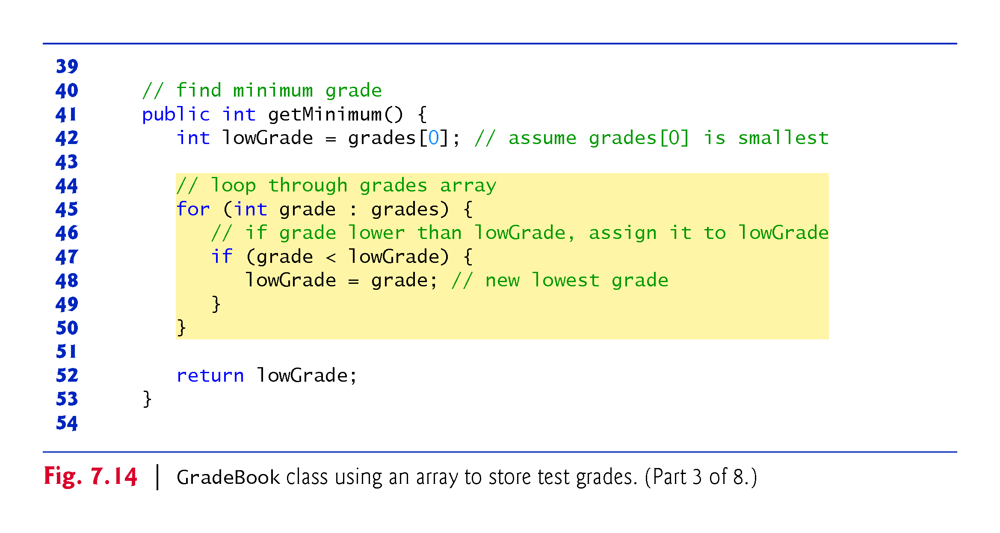 39
40 // find minimum grade
41 public int getMinimum() {
42 int lowGrade = grades[0]; // assume grades[0] is smallest
43
44 // loop through grades array
45 for (int grade : grades) {
46 // if grade lower than lowGrade, assign it to lowGrade
47 if (grade < lowGrade) {
48 lowGrade = grade; // new lowest grade
49 }
50 }
51
52 return lowGrade;
53 }
54
Fig. 7.14 | GradeBook class using an array to store test grades. (Part 3 of 8.)